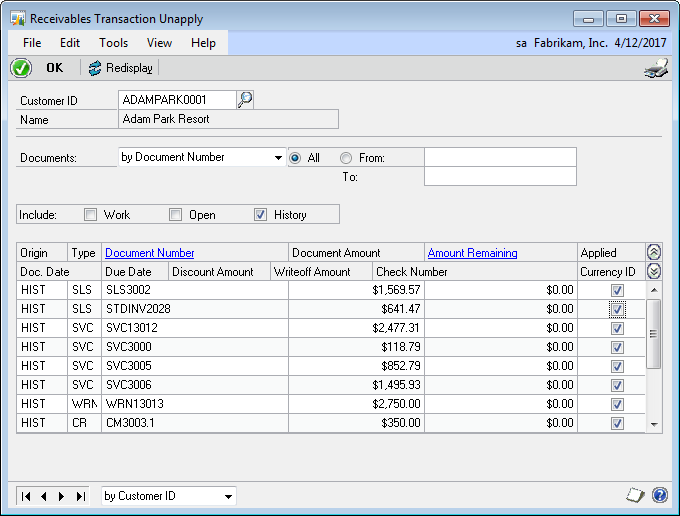 Receivables Transaction Unapply
File Edit Tools View Help sa Fabrikam, Inc. 4/12/2017
OK Redisplay
Customer ID ADAMPARK0001
Name Adam Park Resort
Documents: by Document Number All From:
To:
Include: Work Open History
Origin Type Document Number Document Amount Amount Remaining Applied
Doc. Date Due Date Discount Amount Writeoff Amount Check Number Currency ID
HIST SLS SLS3002 $1,569.57 $0.00
HIST SLS STDINV2028 $641.47 $0.00
HIST SVC SVC13012 $2,477.31 $0.00
HIST SVC SVC3000 $118.79 $0.00
HIST SVC SVC3005 $852.79 $0.00
HIST SVC SVC3006 $1,495.93 $0.00
HIST WRN WRN13013 $2,750.00 $0.00
HIST CR CM3003.1 $350.00 $0.00
by Customer ID